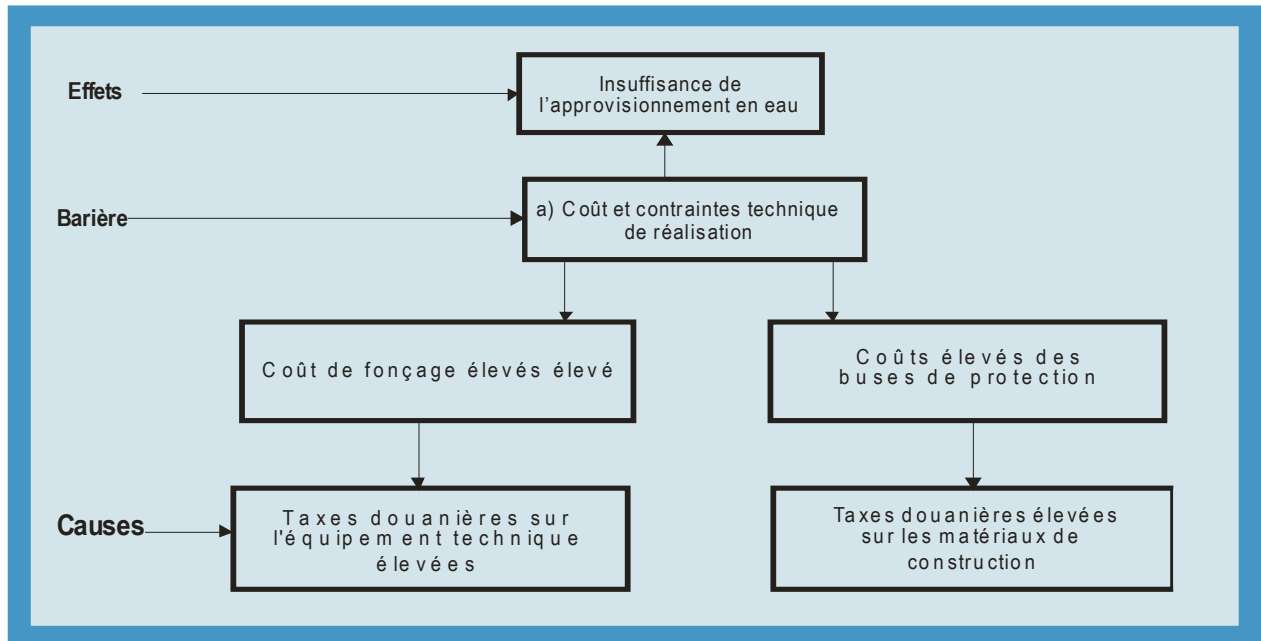 Effets
Insuffisance de
l’approvisionnement en eau
Barière
a) Coût et contraintes technique
de réalisation
Coût de fonçage élevés élevé
Coûts élevés des
buses de protection
Causes
Taxes douanières sur
l'équipement technique
élevées
Taxes douanières élevées
sur les matériaux de
construction